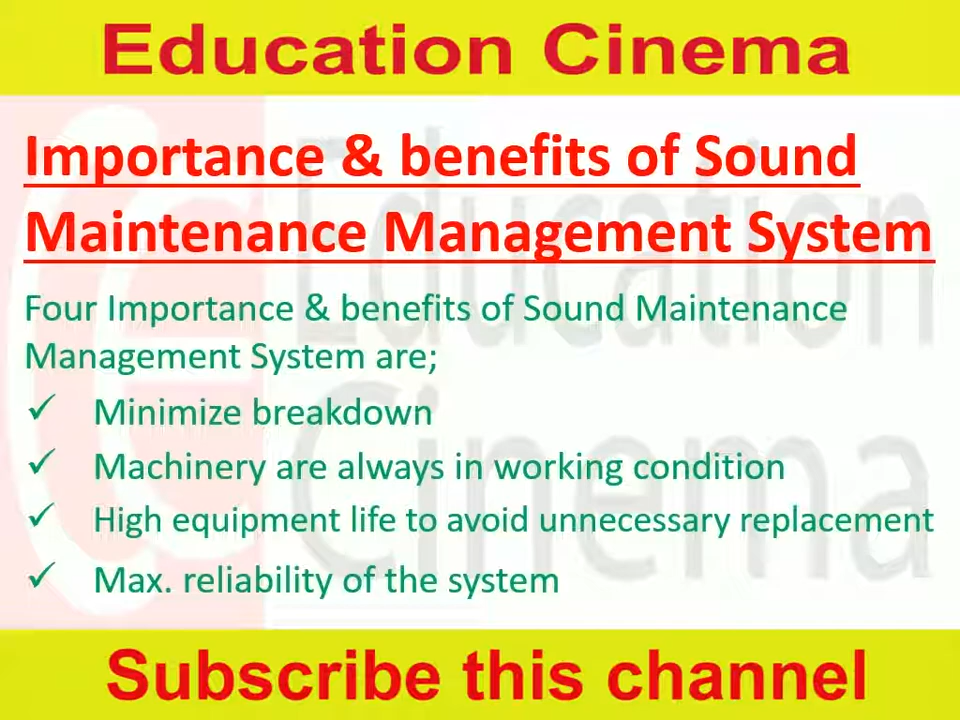 Education Cinema
Importance & benefits of Sound
Maintenance Management System
Four Importance & benefits of Sound Maintenance
Management System are;
✓ Minimize breakdown
✓ Machinery are always in working condition
✓ High equipment life to avoid unnecessary replacement
✓ Max. reliability of the system
Education
Cinema
Subscribe this channel